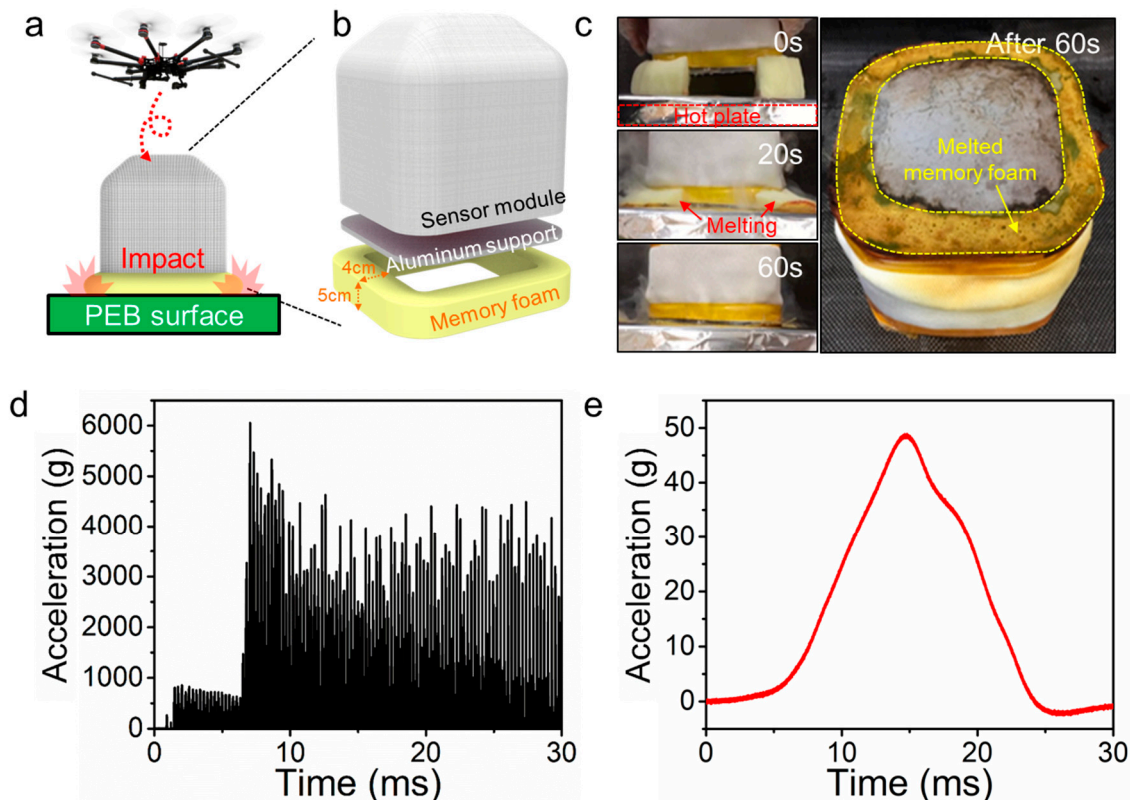 a
Impact
PEB surface
b
Sensor module
Aluminum support
4cm
5cm
Memory foam
c
0s
Hot plate
20s
Melting
60s
After 60s
Melted
memory foam
d
Acceleration (g)
6000
5000
4000
3000
2000
1000
0
0 10 20 30
Time (ms)
e
Acceleration (g)
50
40
30
20
10
0
0 10 20 30
Time (ms)